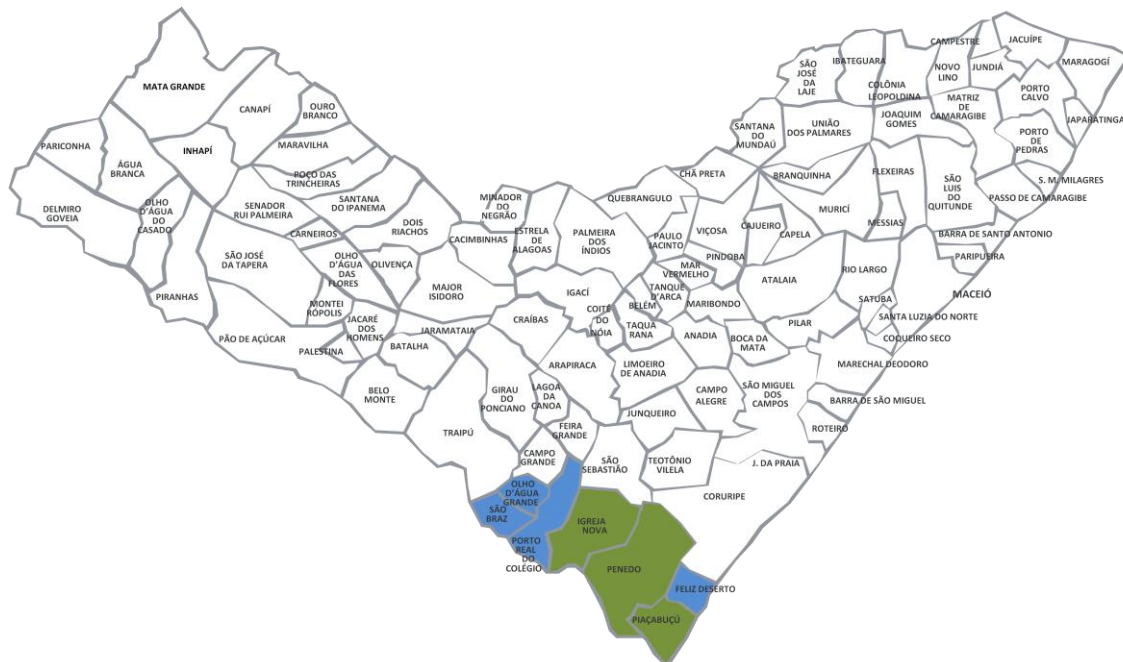 MATA GRANDE
CANAPÍ
OURO
BRANCO
PARICONHA
ÁGUA
BRANCA
INHAPÍ
MARAVILHA
POÇO DAS
TRINCHEIRAS
DELMIRO
GOVEIA
OLHO
D'ÁGUA
DO
CASADO
SENADOR
RUI PALMEIRA
SANTANA
DO IPANEMA
CARNEIROS
DOIS
RIACHOS
PIRANHAS
SÃO JOSÉ
DA TAPERA
OLHO
D'ÁGUA
DAS
FLORES
OLIVENÇA
MAJOR
ISIDORO
CACIMBINHAS
MINADOR
DO
NEGRÃO
ESTRELA
DE
ALAGOAS
PALMEIRA
DOS
ÍNDIOS
QUEBRANGULO
CHÃ PRETA
PAULO
JACINTO
VIÇOSA
PINDOBA
MAR
VERMELHO
TANQUE
D'ARCA
BELÉM
MARIBONDO
IGACÍ
COITÉ
DO
NÓIA
TAQUA
RANA
ANADIA
CRAÍBAS
ARAPIRACA
LIMOEIRO
DE ANADIA
BOCA DA
MATA
PILAR
ATALAIA
CAJUEIRO
CAPELA
SANTANA
DO
MUNDAÚ
SÃO
JOSÉ
DA
LAJE
IBATEGUARA
COLÔNIA
LEOPOLDINA
CAMPESTRE
NOVO
LINO
JUNDIÁ
JACUÍPE
MARAGOGÍ
PORTO
CALVO
MATRIZ
DE
CAMARAGIBE
JAPARATINGA
PORTO
DE
PEDRAS
UNIÃO
DOS PALMARES
JOAQUIM
GOMES
BRANQUINHA
FLEXEIRAS
SÃO
LUIS
DO
QUITUNDE
S. M. MILAGRES
PASSO DE CAMARAGIBE
MURICÍ
MESSIAS
BARRA DE SANTO ANTONIO
PARIPUEIRA
RIO LARGO
MACEIÓ
SATUBA
SANTA LUZIA DO NORTE
COQUEIRO SECO
MARECHAL DEODORO
BARRA DE SÃO MIGUEL
ROTEIRO
SÃO MIGUEL
DOS
CAMPOS
CAMPO
ALEGRE
JUNQUEIRO
TEOTÔNIO
VILELA
J. DA PRAIA
CORURIPE
MONTEI
RÓPOLIS
JACARÉ
DOS
HOMENS
PALESTINA
PÃO DE AÇÚCAR
BATALHA
JARAMATAIA
BELO
MONTE
TRAIPÚ
GIRAU
DO
PONCIANO
LAGOA
DA
CANOA
FEIRA
GRANDE
CAMPO
GRANDE
SÃO
SEBASTIÃO
OLHO
D'ÁGUA
GRANDE
SÃO
BRAZ
PORTO
REAL
DO
COLÉGIO
IGREJA
NOVA
PENEDO
FELIZ DESERTO
PIAÇABUÇÚ